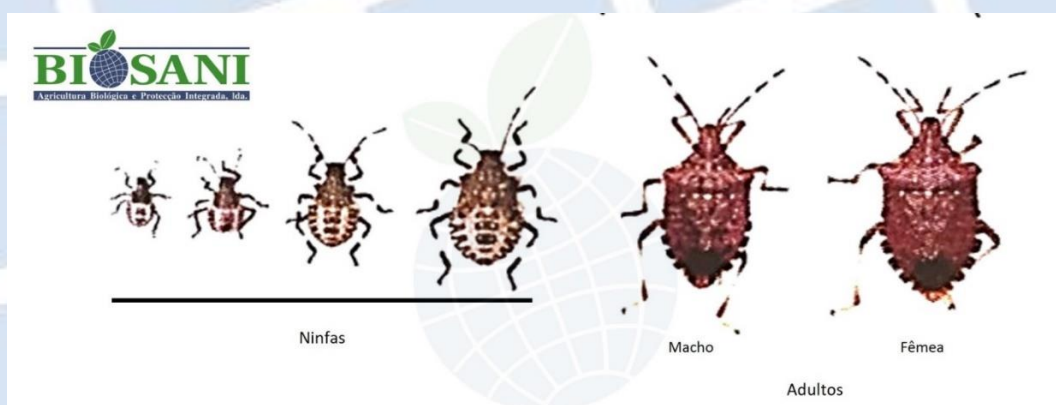 BIOSANI
Agricultura Biológica e Protecção Integrada, lda.
Ninfas
Macho
Fêmea
Adultos